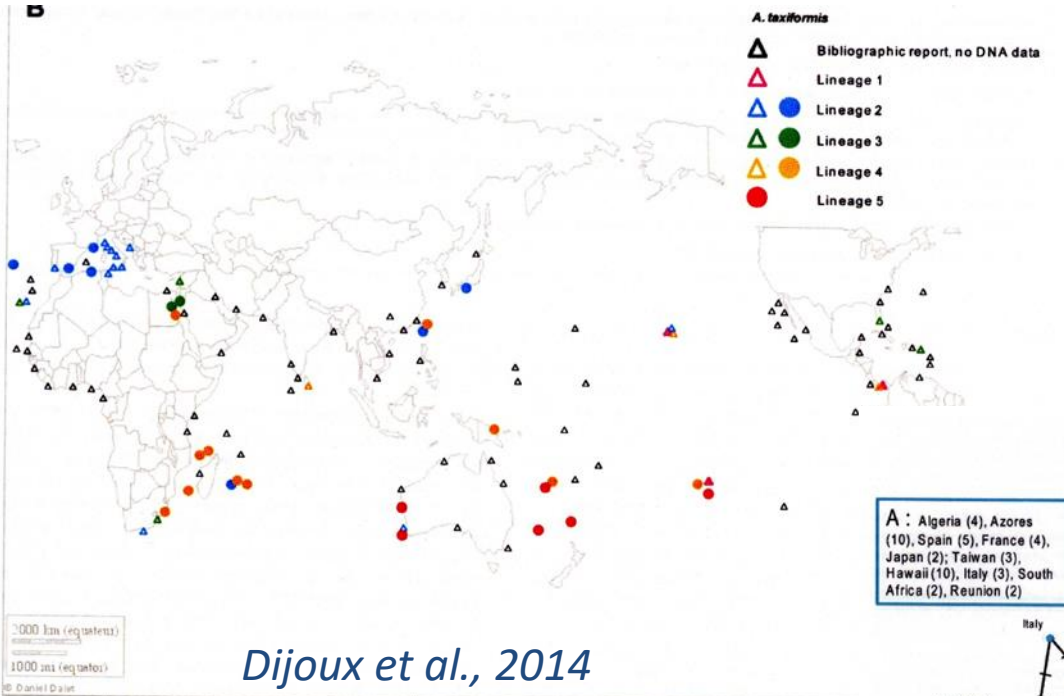 B
A. taxiformis
Bibliographic report, no DNA data
Lineage 1
Lineage 2
Lineage 3
Lineage 4
Lineage 5
A : Algeria (4), Azores
(10), Spain (5), France (4),
Japan (2); Taiwan (3),
Hawaii (10), Italy (3), South
Africa (2), Reunion (2)
Italy
2000 km (equateur)
1000 mi (equator)
© Daniel Dalet
Dijoux et al., 2014